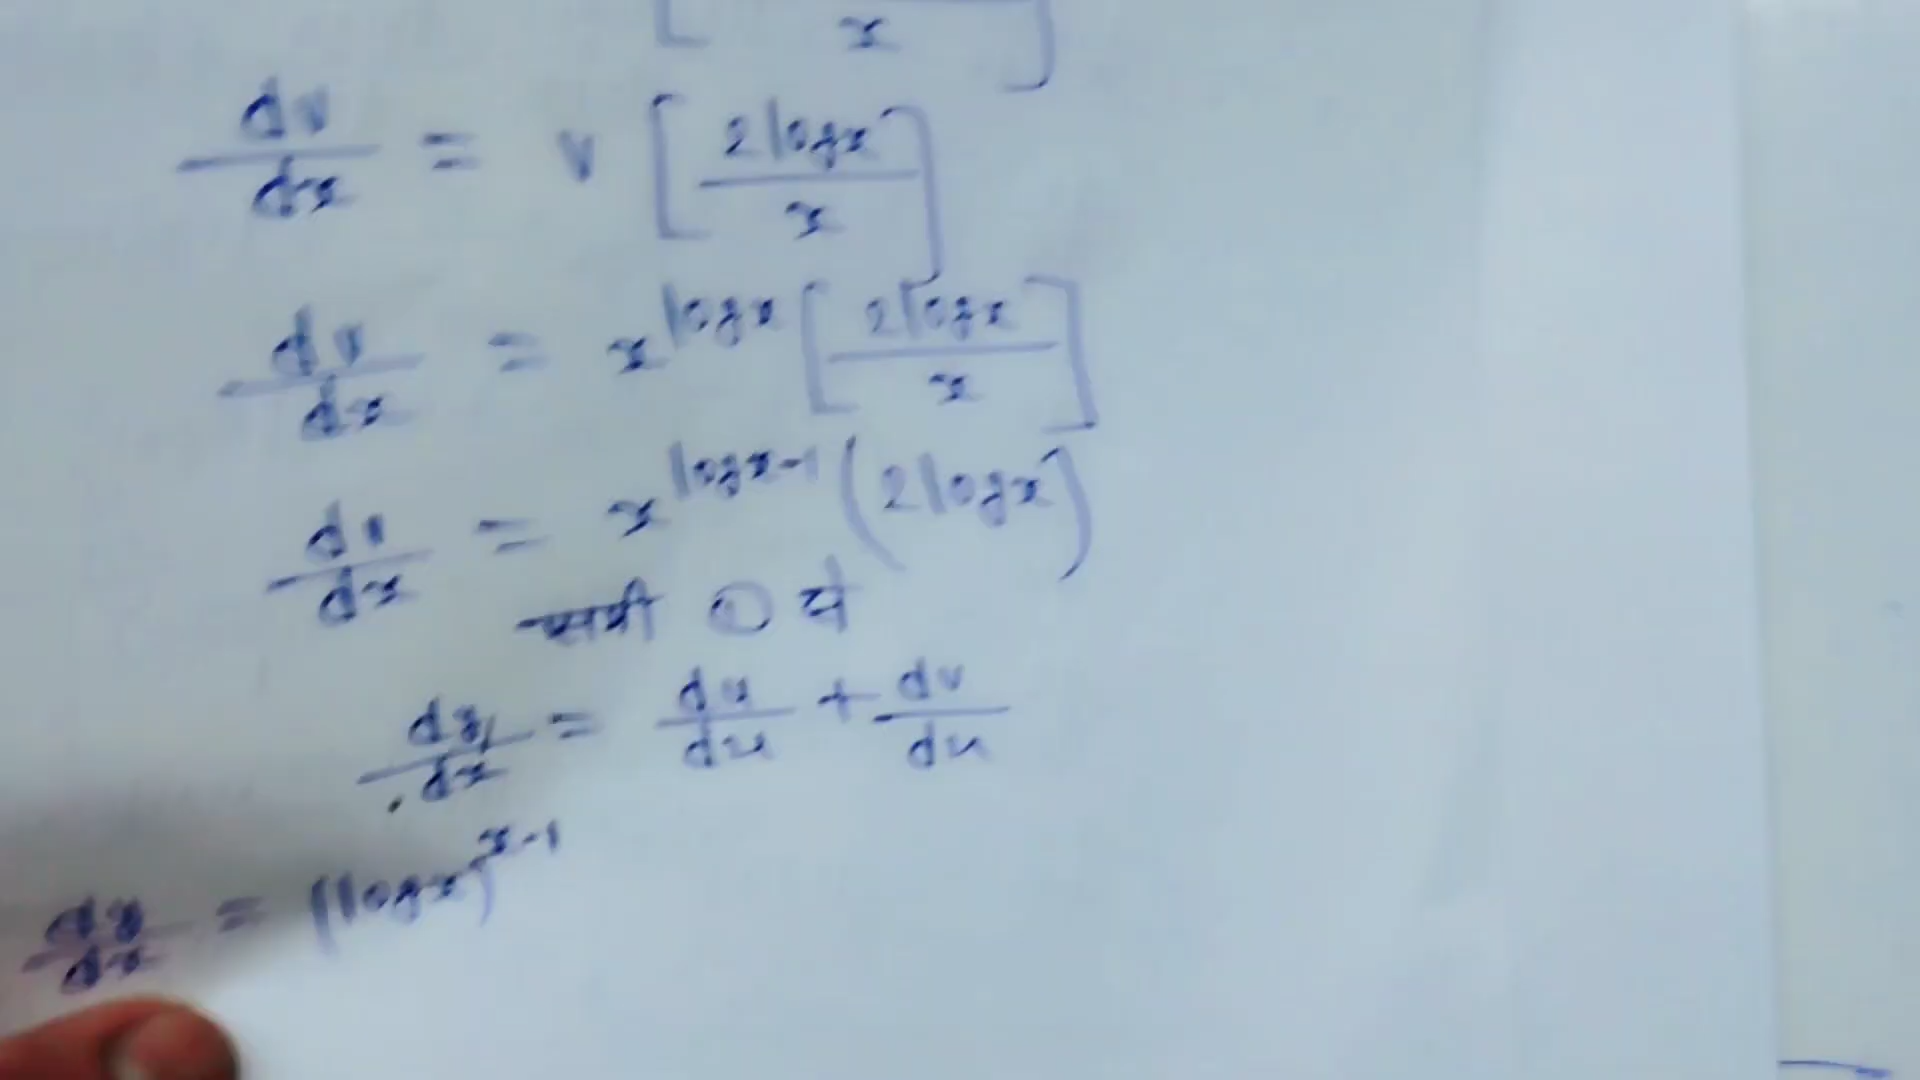 x
dv/dx = v [2logx/x]
dv/dx = x^logx [2logx/x]
dv/dx = x^logx-1 (2logx)
समी ① से
dy/dx = du/dx + dv/dx
dy/dx = (logx)^x-1